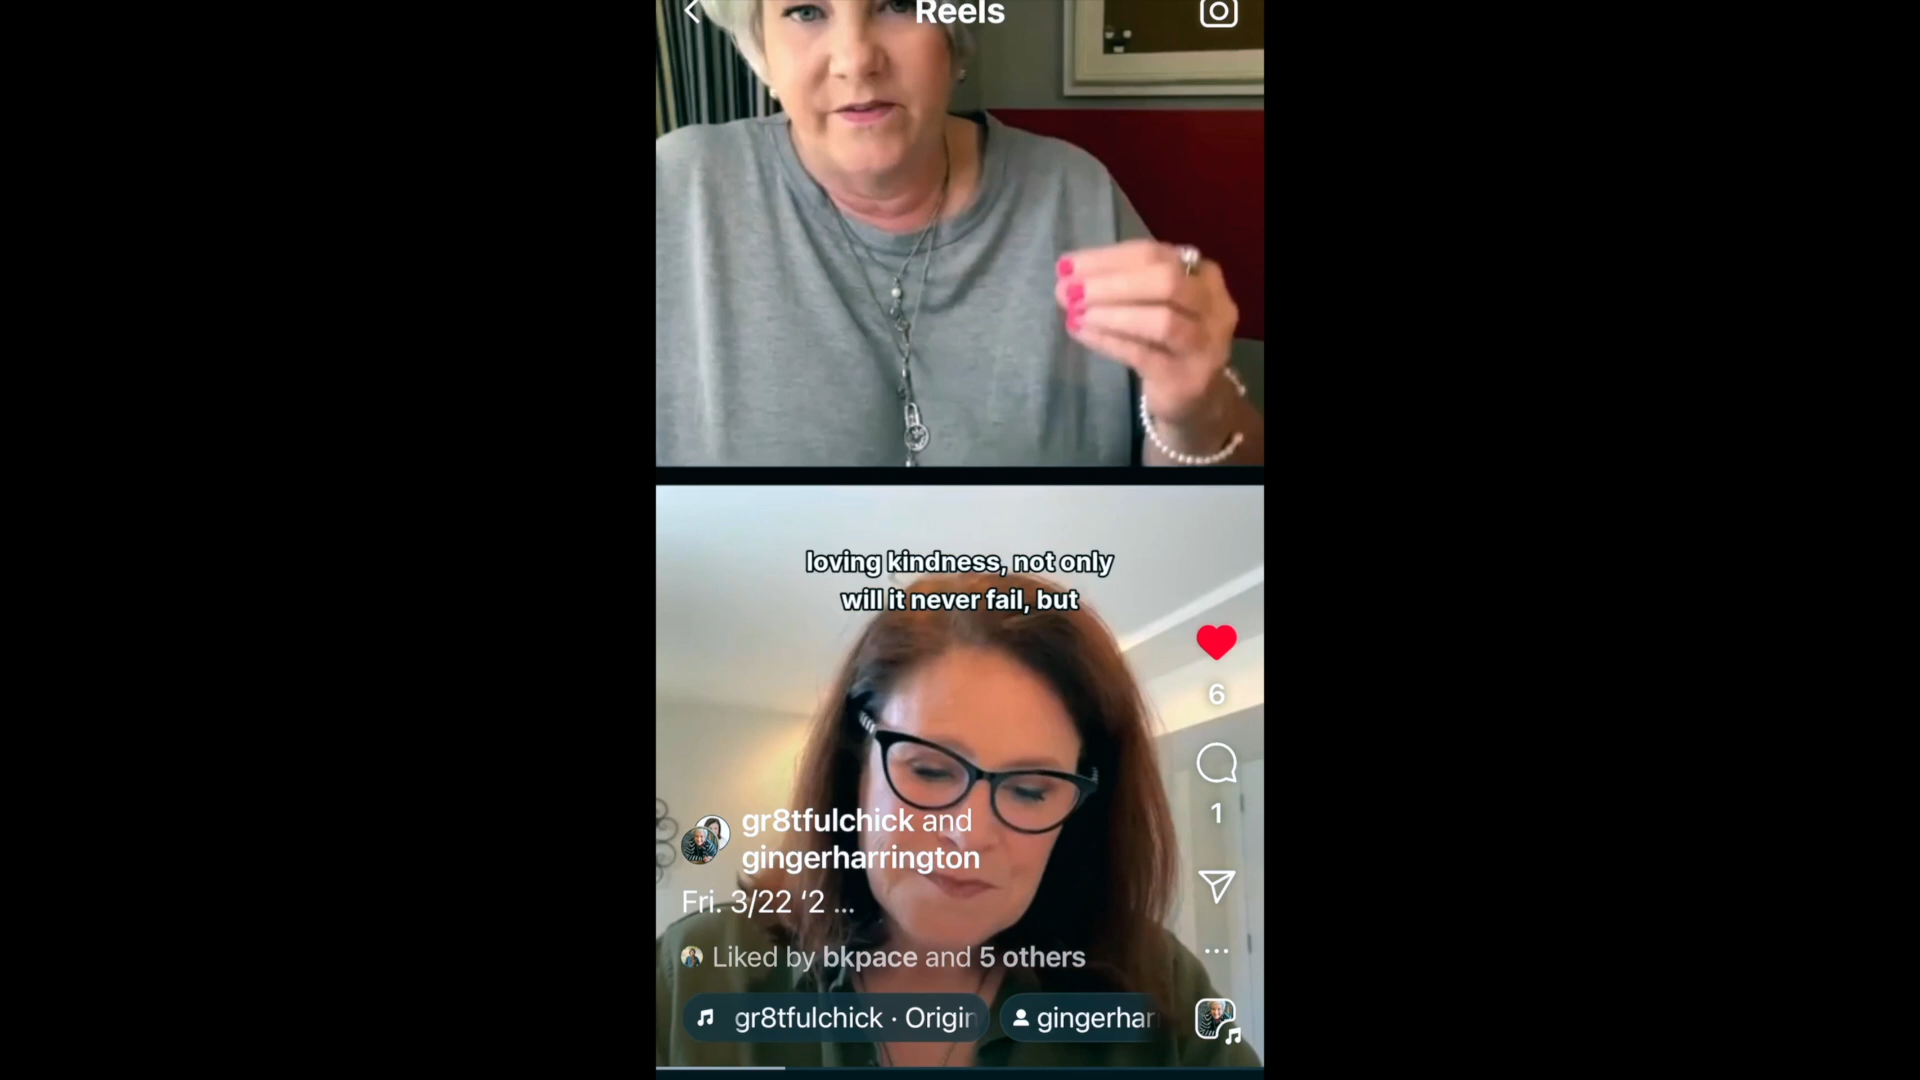 Reels
loving kindness, not only
will it never fail, but
6
1
gr8tfulchick and
gingerharrington
Fri. 3/22 ‘2 ...
Liked by bkpace and 5 others
gr8tfulchick · Origin
gingerhar